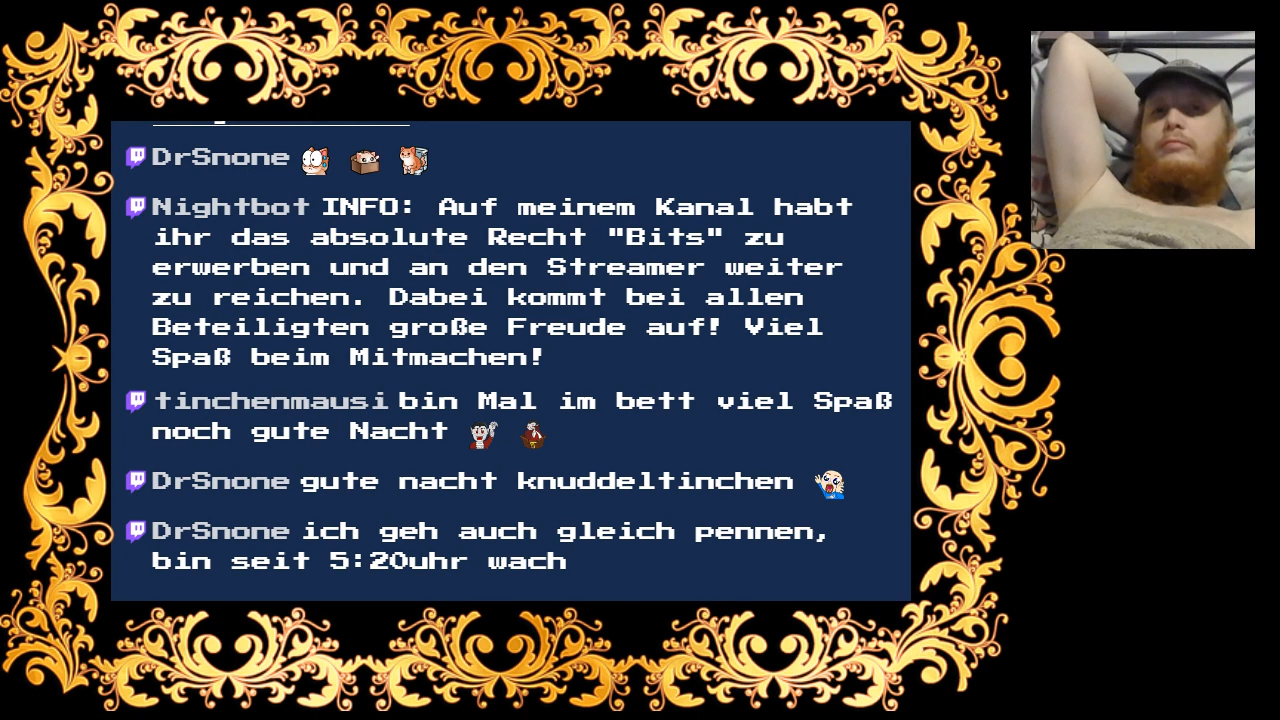 DrSnone
Nightbot INFO: Auf meinem Kanal habt
ihr das absolute Recht "Bits" zu
erwerben und an den Streamer weiter
zu reichen. Dabei kommt bei allen
Beteiligten große Freude auf! Viel
Spaß beim Mitmachen!
tinchenmausi bin Mal im bett viel Spaß
noch gute Nacht
DrSnone gute nacht knuddeltinchen
DrSnone ich geh auch gleich pennen,
bin seit 5:20uhr wach